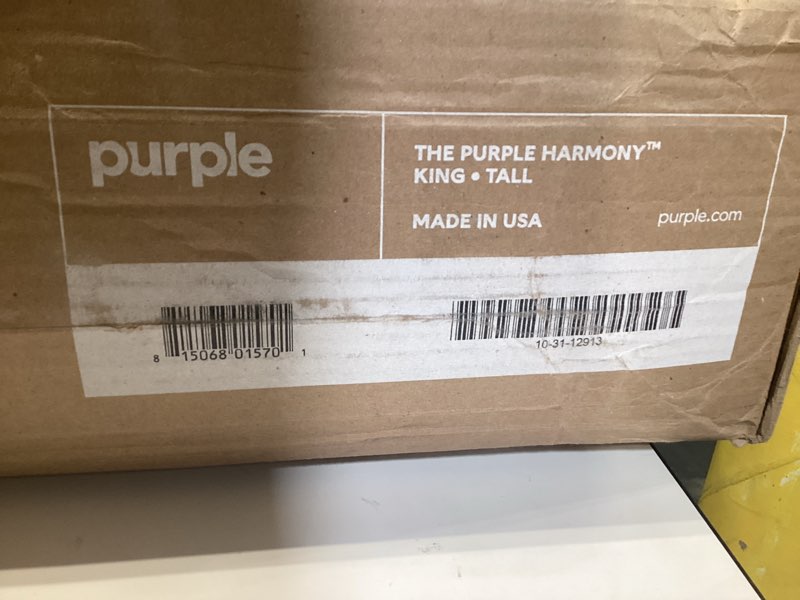 purple
THE PURPLE HARMONY™
KING • TALL
MADE IN USA
purple.com
8 15068 01570 1
10-31-12913